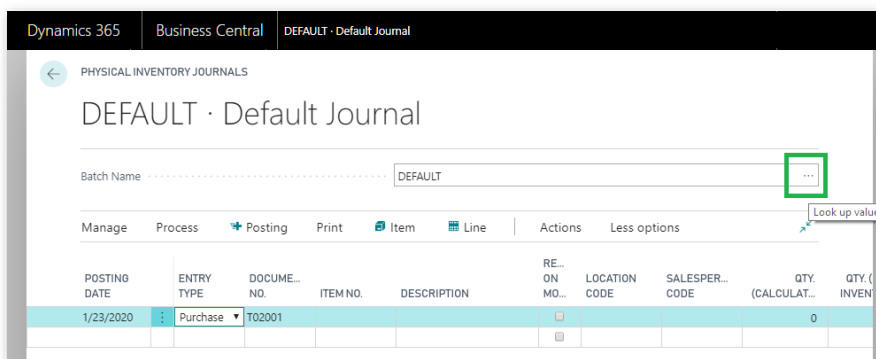 Dynamics 365 Business Central DEFAULT · Default Journal
PHYSICAL INVENTORY JOURNALS
DEFAULT · Default Journal
Batch Name DEFAULT ...
Look up value
Manage Process Posting Print Item Line Actions Less options
RE...
POSTING ENTRY DOCUME... ON LOCATION SALESPER... QTY. QTY. (
DATE TYPE NO. ITEM NO. DESCRIPTION MO... CODE CODE (CALCULAT... INVEN
1/23/2020 Purchase T02001 0